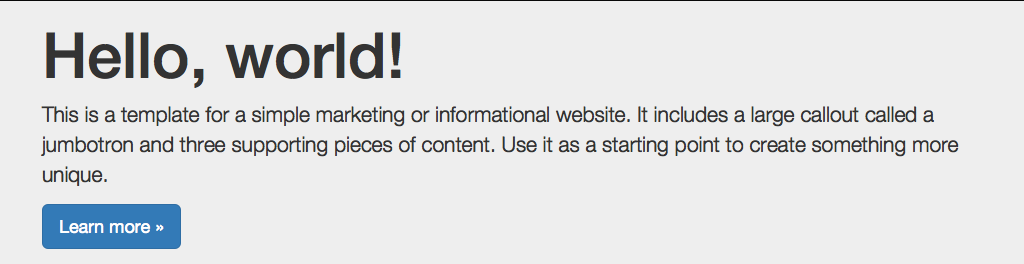 Hello, world!
This is a template for a simple marketing or informational website. It includes a large callout called a
jumbotron and three supporting pieces of content. Use it as a starting point to create something more
unique.
Learn more »